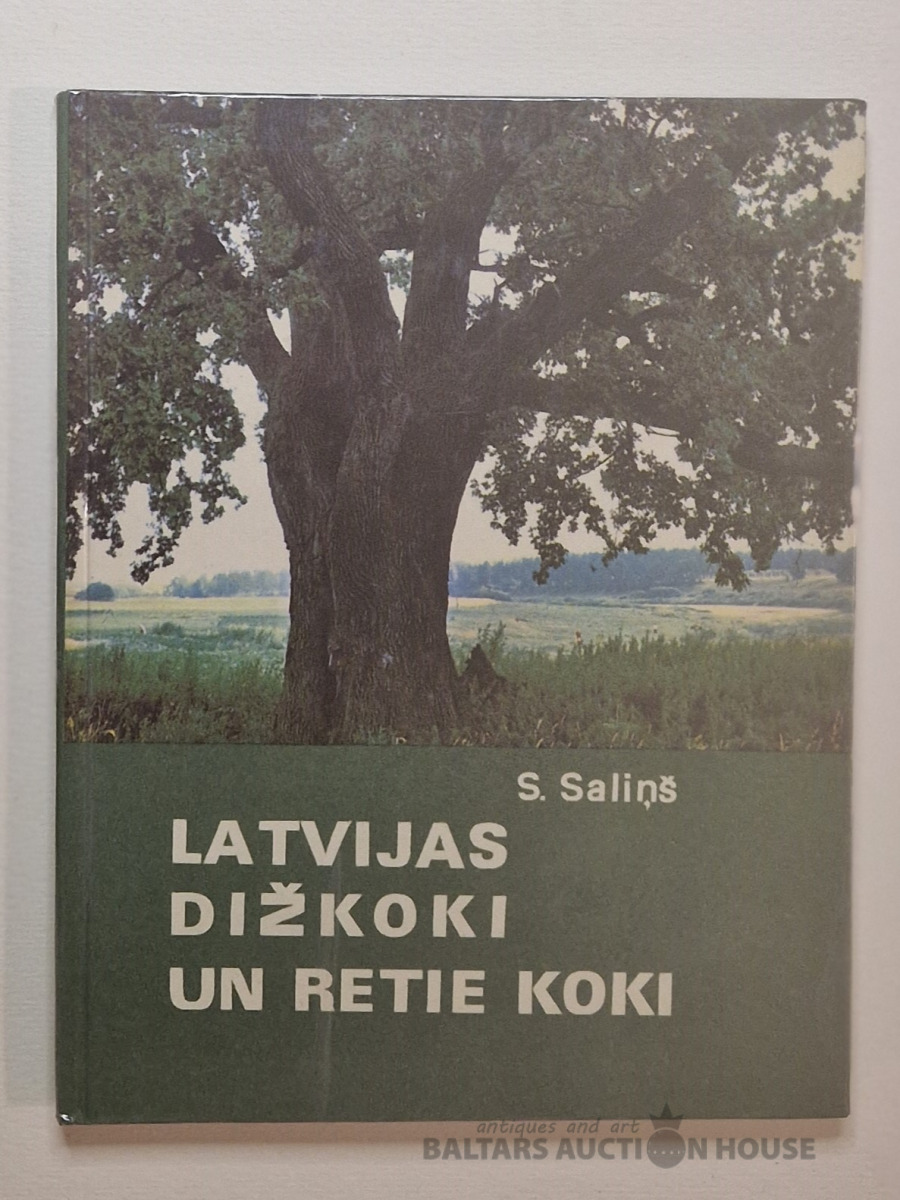 S. Saliņš
LATVIJAS
DIŽKOKI
UN RETIE KOKI
antiques and art
BALTARS AUCTION HOUSE